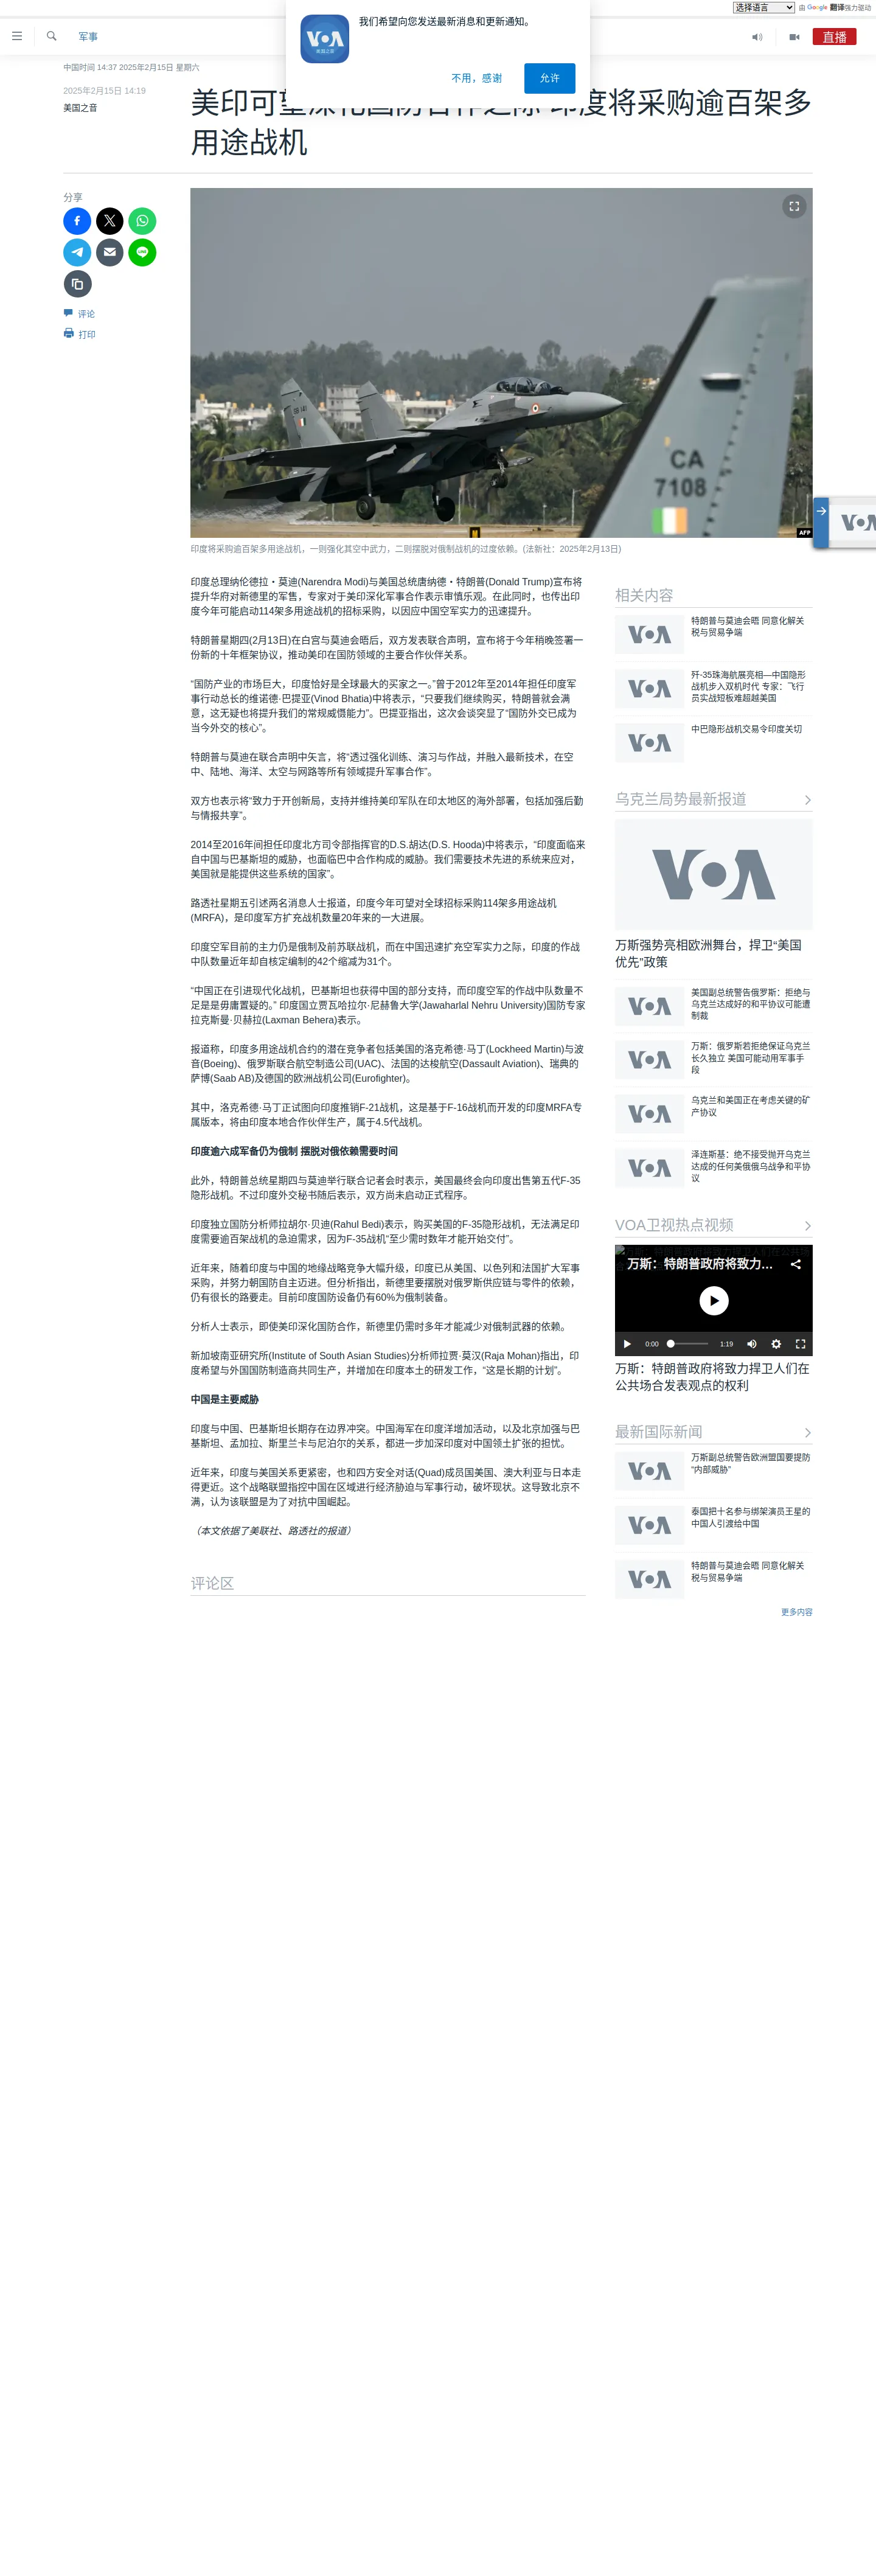 选择语言 由 Google 翻译强力驱动
军事
直播
我们希望向您发送最新消息和更新通知。
VOA
美国之音
不用，感谢
允许
中国时间 14:37 2025年2月15日 星期六
2025年2月15日 14:19
美国之音
美印可望深化国防合作之际 印度将采购逾百架多
用途战机
分享
评论
打印
CA
7108
AFP
印度将采购逾百架多用途战机，一则强化其空中武力，二则摆脱对俄制战机的过度依赖。(法新社：2025年2月13日)
印度总理纳伦德拉・莫迪(Narendra Modi)与美国总统唐纳德・特朗普(Donald Trump)宣布将
提升华府对新德里的军售，专家对于美印深化军事合作表示审慎乐观。在此同时，也传出印
度今年可能启动114架多用途战机的招标采购，以因应中国空军实力的迅速提升。
特朗普星期四(2月13日)在白宫与莫迪会晤后，双方发表联合声明，宣布将于今年稍晚签署一
份新的十年框架协议，推动美印在国防领域的主要合作伙伴关系。
“国防产业的市场巨大，印度恰好是全球最大的买家之一。”曾于2012年至2014年担任印度军
事行动总长的维诺德·巴提亚(Vinod Bhatia)中将表示，“只要我们继续购买，特朗普就会满
意，这无疑也将提升我们的常规威慑能力”。巴提亚指出，这次会谈突显了“国防外交已成为
当今外交的核心”。
特朗普与莫迪在联合声明中矢言，将“透过强化训练、演习与作战，并融入最新技术，在空
中、陆地、海洋、太空与网路等所有领域提升军事合作”。
双方也表示将“致力于开创新局，支持并维持美印军队在印太地区的海外部署，包括加强后勤
与情报共享”。
2014至2016年间担任印度北方司令部指挥官的D.S.胡达(D.S. Hooda)中将表示，“印度面临来
自中国与巴基斯坦的威胁，也面临巴中合作构成的威胁。我们需要技术先进的系统来应对，
美国就是能提供这些系统的国家”。
路透社星期五引述两名消息人士报道，印度今年可望对全球招标采购114架多用途战机
(MRFA)，是印度军方扩充战机数量20年来的一大进展。
印度空军目前的主力仍是俄制及前苏联战机，而在中国迅速扩充空军实力之际，印度的作战
中队数量近年却自核定编制的42个缩减为31个。
“中国正在引进现代化战机，巴基斯坦也获得中国的部分支持，而印度空军的作战中队数量不
足是是毋庸置疑的。” 印度国立贾瓦哈拉尔·尼赫鲁大学(Jawaharlal Nehru University)国防专家
拉克斯曼·贝赫拉(Laxman Behera)表示。
报道称，印度多用途战机合约的潜在竞争者包括美国的洛克希德·马丁(Lockheed Martin)与波
音(Boeing)、俄罗斯联合航空制造公司(UAC)、法国的达梭航空(Dassault Aviation)、瑞典的
萨博(Saab AB)及德国的欧洲战机公司(Eurofighter)。
其中，洛克希德·马丁正试图向印度推销F-21战机，这是基于F-16战机而开发的印度MRFA专
属版本，将由印度本地合作伙伴生产，属于4.5代战机。
印度逾六成军备仍为俄制 摆脱对俄依赖需要时间
此外，特朗普总统星期四与莫迪举行联合记者会时表示，美国最终会向印度出售第五代F-35
隐形战机。不过印度外交秘书随后表示，双方尚未启动正式程序。
印度独立国防分析师拉胡尔·贝迪(Rahul Bedi)表示，购买美国的F-35隐形战机，无法满足印
度需要逾百架战机的急迫需求，因为F-35战机“至少需时数年才能开始交付”。
近年来，随着印度与中国的地缘战略竞争大幅升级，印度已从美国、以色列和法国扩大军事
采购，并努力朝国防自主迈进。但分析指出，新德里要摆脱对俄罗斯供应链与零件的依赖，
仍有很长的路要走。目前印度国防设备仍有60%为俄制装备。
分析人士表示，即使美印深化国防合作，新德里仍需时多年才能减少对俄制武器的依赖。
新加坡南亚研究所(Institute of South Asian Studies)分析师拉贾·莫汉(Raja Mohan)指出，印
度希望与外国国防制造商共同生产，并增加在印度本土的研发工作，“这是长期的计划”。
中国是主要威胁
印度与中国、巴基斯坦长期存在边界冲突。中国海军在印度洋增加活动，以及北京加强与巴
基斯坦、孟加拉、斯里兰卡与尼泊尔的关系，都进一步加深印度对中国领土扩张的担忧。
近年来，印度与美国关系更紧密，也和四方安全对话(Quad)成员国美国、澳大利亚与日本走
得更近。这个战略联盟指控中国在区域进行经济胁迫与军事行动，破坏现状。这导致北京不
满，认为该联盟是为了对抗中国崛起。
（本文依据了美联社、路透社的报道）
评论区
相关内容
VOA
特朗普与莫迪会晤 同意化解关
税与贸易争端
VOA
歼-35珠海航展亮相—中国隐形
战机步入双机时代 专家：飞行
员实战短板难超越美国
VOA
中巴隐形战机交易令印度关切
乌克兰局势最新报道
VOA
万斯强势亮相欧洲舞台，捍卫“美国
优先”政策
VOA
美国副总统警告俄罗斯：拒绝与
乌克兰达成好的和平协议可能遭
制裁
VOA
万斯：俄罗斯若拒绝保证乌克兰
长久独立 美国可能动用军事手
段
VOA
乌克兰和美国正在考虑关键的矿
产协议
VOA
泽连斯基：绝不接受抛开乌克兰
达成的任何美俄俄乌战争和平协
议
VOA卫视热点视频
万斯：特朗普政府将致力…
0:00
1:19
万斯：特朗普政府将致力捍卫人们在
公共场合发表观点的权利
最新国际新闻
VOA
万斯副总统警告欧洲盟国要提防
“内部威胁”
VOA
泰国把十名参与绑架演员王星的
中国人引渡给中国
VOA
特朗普与莫迪会晤 同意化解关
税与贸易争端
更多内容